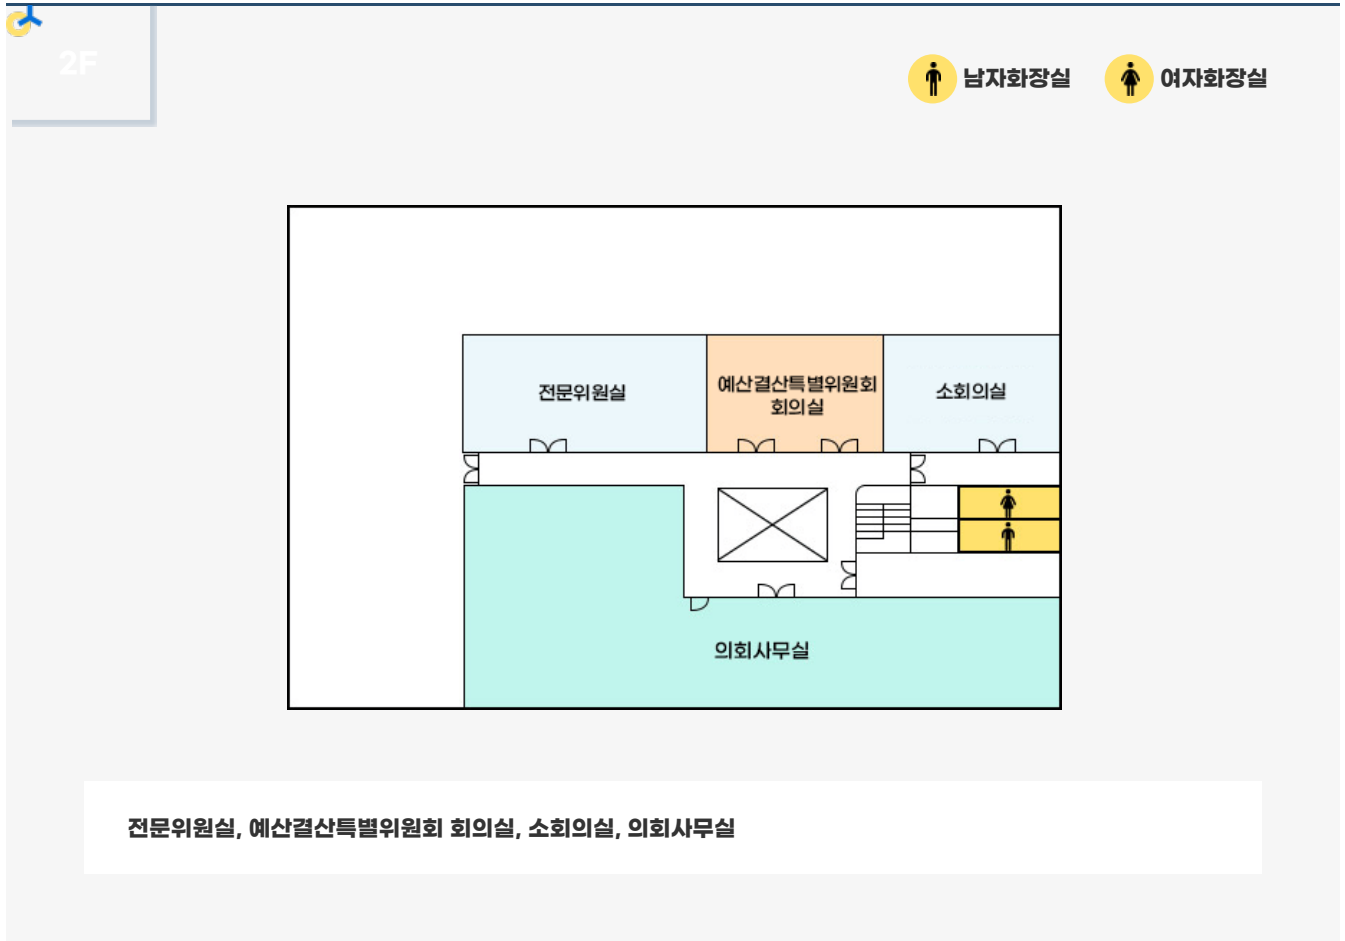 2F
남자화장실
여자화장실
전문위원실
예산결산특별위원회
회의실
소회의실
의회사무실
전문위원실, 예산결산특별위원회 회의실, 소회의실, 의회사무실